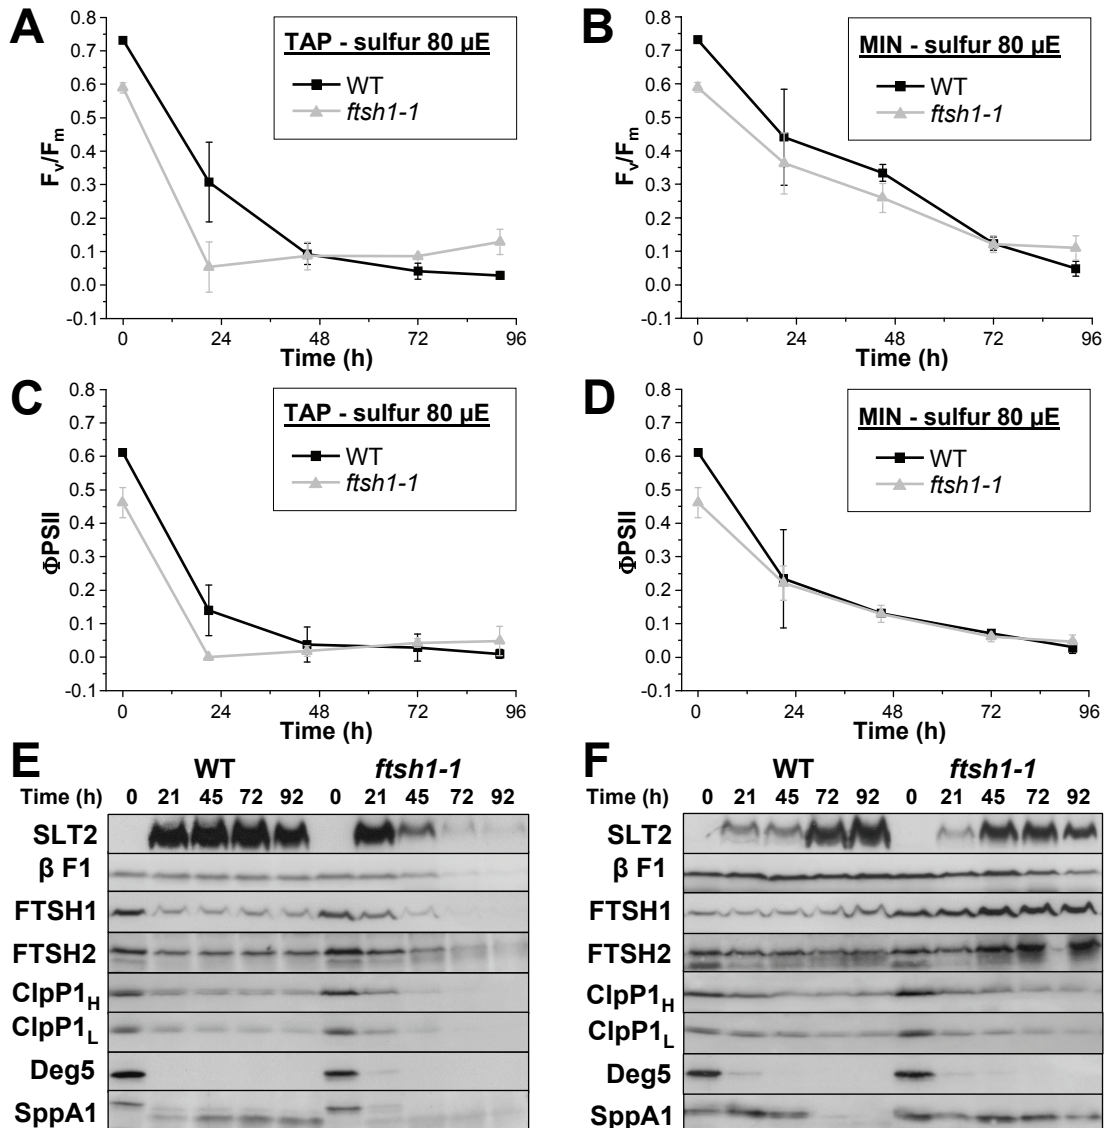 A
TAP - sulfur 80 µE
WT
ftsh1-1
Fv/Fm
0.8
0.7
0.6
0.5
0.4
0.3
0.2
0.1
0.0
-0.1
0 24 48 72 96
Time (h)
B
MIN - sulfur 80 µE
WT
ftsh1-1
Fv/Fm
0.8
0.7
0.6
0.5
0.4
0.3
0.2
0.1
0.0
-0.1
0 24 48 72 96
Time (h)
C
TAP - sulfur 80 µE
WT
ftsh1-1
ΦPSII
0.8
0.7
0.6
0.5
0.4
0.3
0.2
0.1
0.0
-0.1
0 24 48 72 96
Time (h)
D
MIN - sulfur 80 µE
WT
ftsh1-1
ΦPSII
0.8
0.7
0.6
0.5
0.4
0.3
0.2
0.1
0.0
-0.1
0 24 48 72 96
Time (h)
E
WT ftsh1-1
Time (h) 0 21 45 72 92 0 21 45 72 92
SLT2
β F1
FTSH1
FTSH2
ClpP1H
ClpP1L
Deg5
SppA1
F
WT ftsh1-1
Time (h) 0 21 45 72 92 0 21 45 72 92
SLT2
β F1
FTSH1
FTSH2
ClpP1H
ClpP1L
Deg5
SppA1